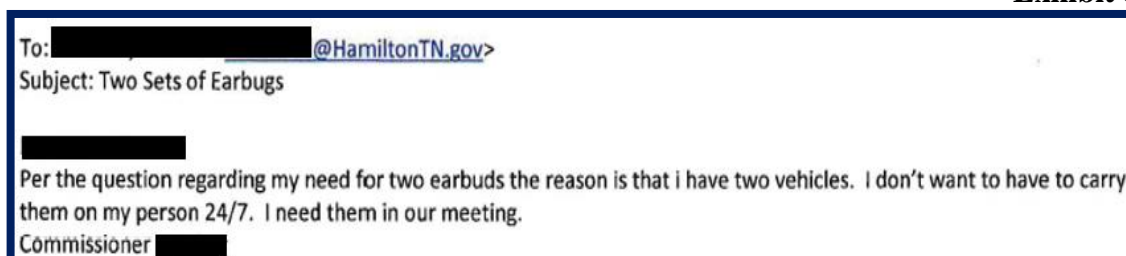 To: @HamiltonTN.gov>
Subject: Two Sets of Earbugs
Per the question regarding my need for two earbuds the reason is that i have two vehicles. I don't want to have to carry
them on my person 24/7. I need them in our meeting.
Commissioner